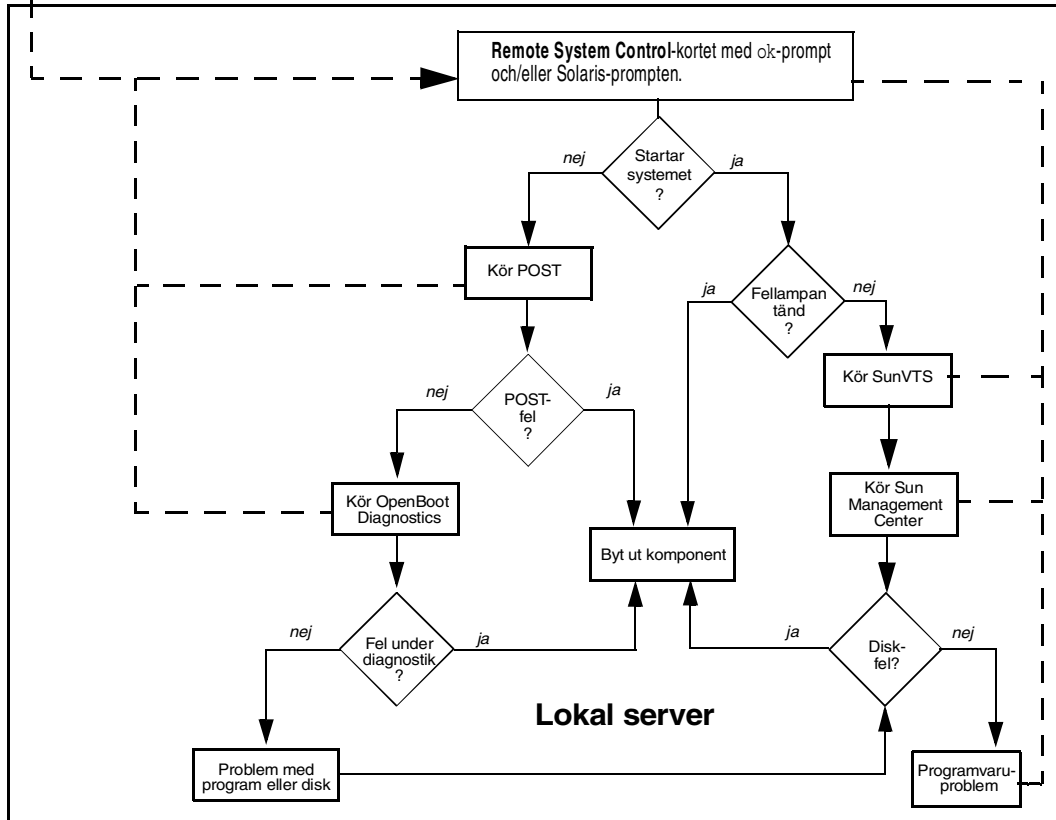 Remote System Control-kortet med ok-prompt
och/eller Solaris-prompten.
nej
Startar
systemet
?
ja
Kör POST
ja
Fellampan
tänd
?
nej
Kör SunVTS
nej
POST-
fel
?
ja
Kör OpenBoot
Diagnostics
Kör Sun
Management
Center
Byt ut komponent
nej
Fel under
diagnostik
?
ja
ja
Disk-
fel?
nej
Lokal server
Problem med
program eller disk
Programvaru-
problem